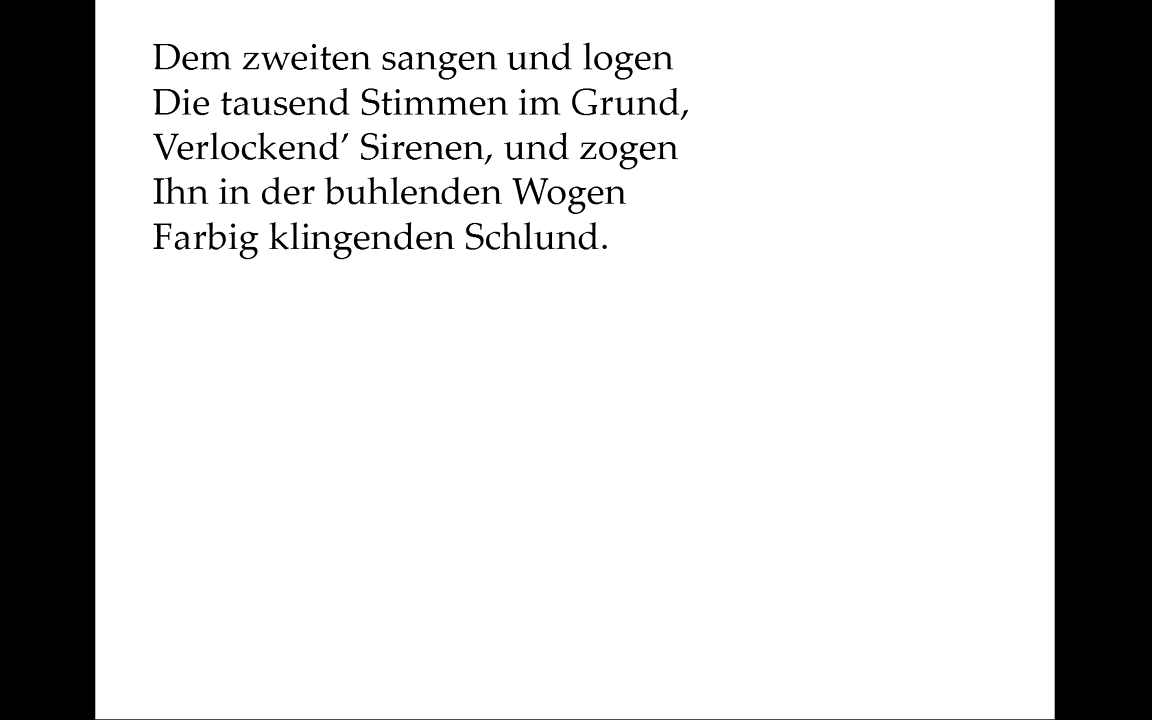 Dem zweiten sangen und logen
Die tausend Stimmen im Grund,
Verlockend’ Sirenen, und zogen
Ihn in der buhlenden Wogen
Farbig klingenden Schlund.